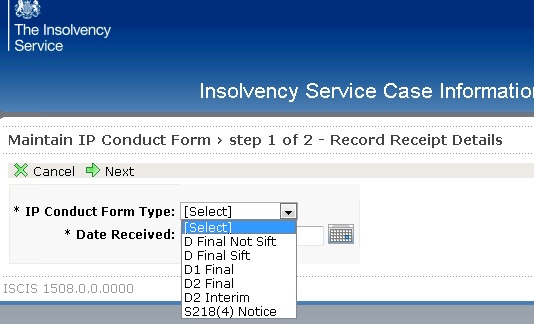 The Insolvency
Service
Insolvency Service Case Informatio
Maintain IP Conduct Form › step 1 of 2 - Record Receipt Details
Cancel Next
* IP Conduct Form Type: [Select]
[Select]
* Date Received:
D Final Not Sift
D Final Sift
D1 Final
D2 Final
D2 Interim
S218(4) Notice
ISCIS 1508.0.0.0000